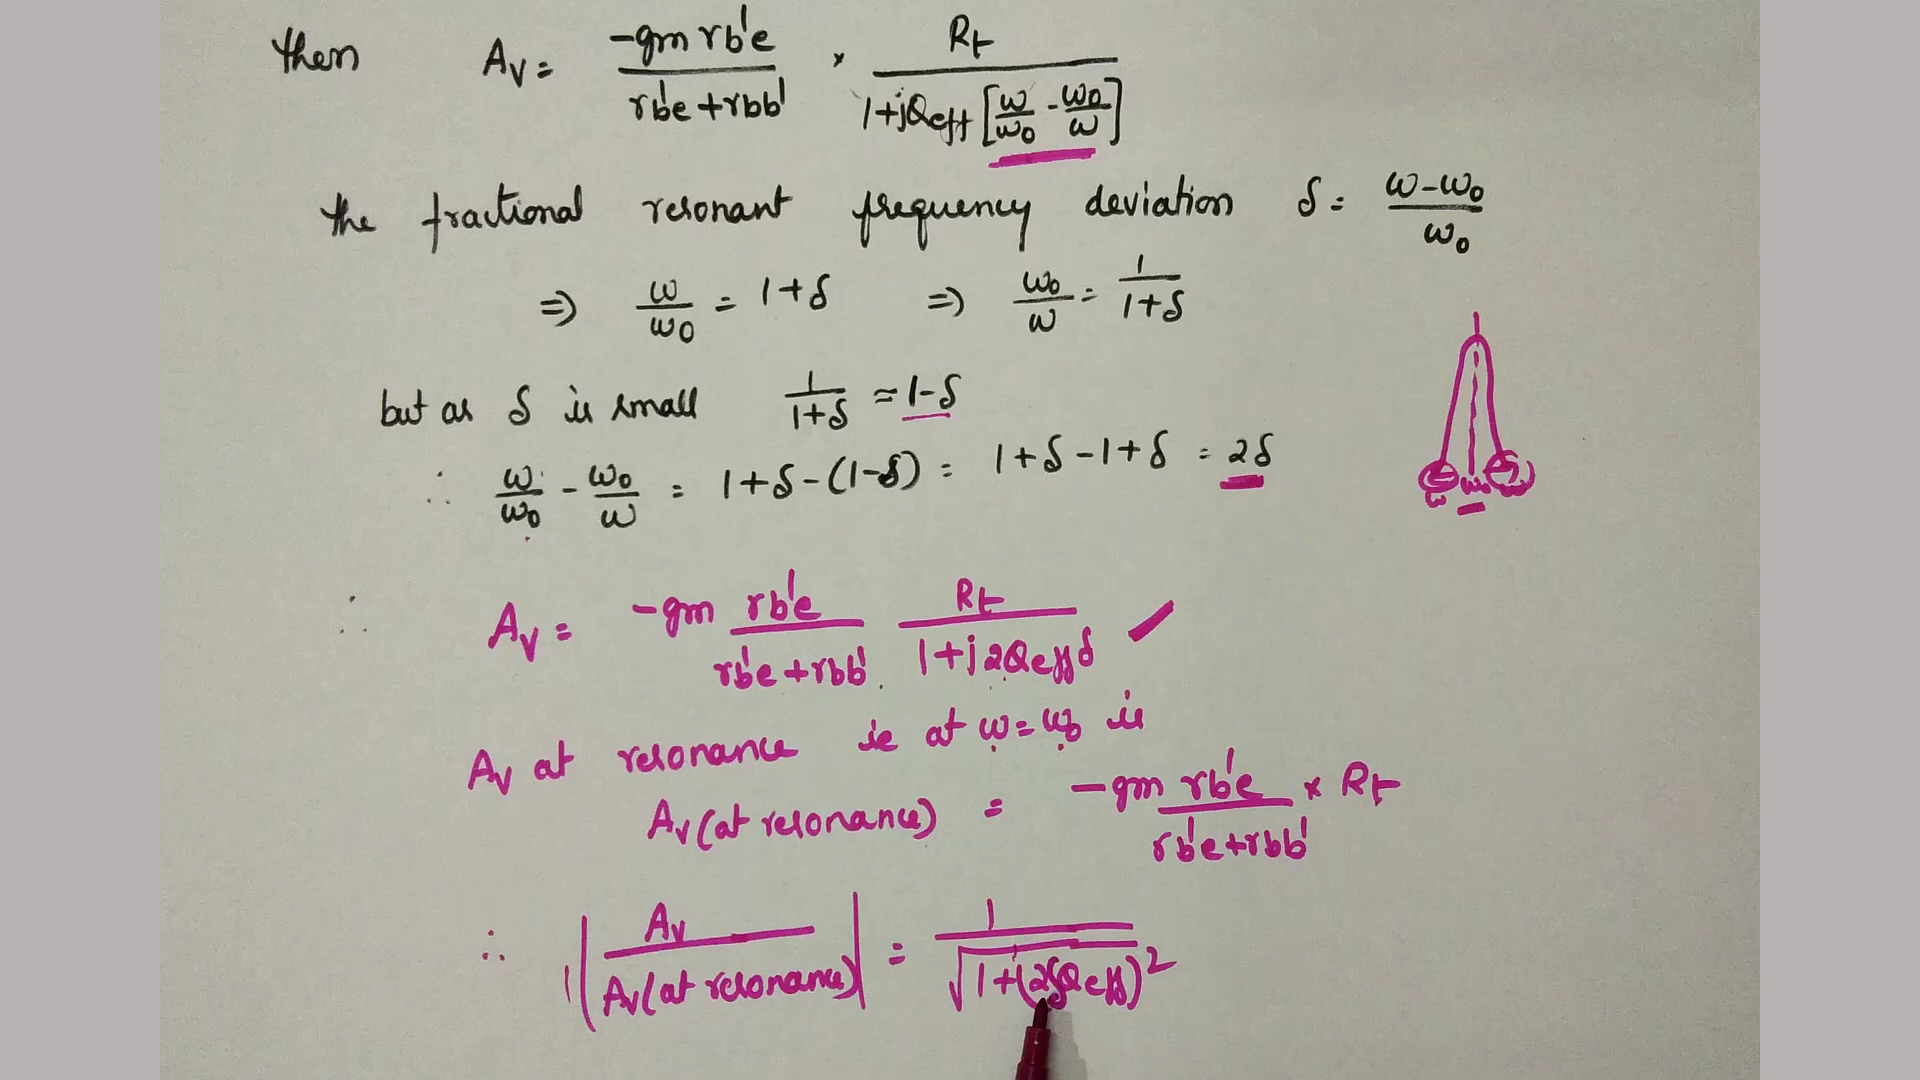 then Av = -gm rb'e / rb'e + rbb' × Rt / 1+jQeff [ω/ω0 - ω0/ω]
the fractional resonant frequency deviation δ = ω-ω0 / ω0
=> ω/ω0 = 1+δ => ω0/ω = 1/1+δ
but as δ is small 1/1+δ ≈ 1-δ
∴ ω/ω0 - ω0/ω = 1+δ-(1-δ) = 1+δ-1+δ = 2δ
ω ω0 ω
∴ Av = -gm rb'e / rb'e + rbb' Rt / 1+j2Qeffδ
Av at resonance ie at ω=ω0 is
Av (at resonance) = -gm rb'e / rb'e+rbb' × Rt
∴ |Av / Av(at resonance)| = 1 / √1+(2δQeff)²